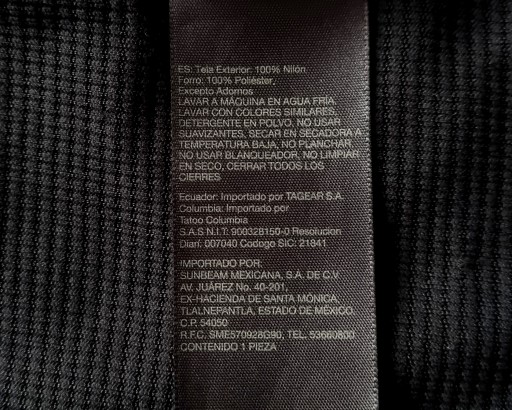 ES: Tela Exterior: 100% Nilón
Forro: 100% Poliéster,
Excepto Adornos
LAVAR A MÁQUINA EN AGUA FRÍA,
LAVAR CON COLORES SIMILARES,
DETERGENTE EN POLVO, NO USAR
SUAVIZANTES, SECAR EN SECADORA A
TEMPERATURA BAJA, NO PLANCHAR
NO USAR BLANQUEADOR, NO LIMPIAR
EN SECO, CERRAR TODOS LOS
CIERRES
Ecuador: Importado por TAGEAR S.A.
Columbia: Importado por
Tatoo Columbia
S.A.S N.I.T: 900328150-0 Resolucion
Diari: 007040 Codogo SIC: 21841
IMPORTADO POR:
SUNBEAM MEXICANA, S.A. DE C.V.
AV. JUÁREZ No. 40-201,
EX-HACIENDA DE SANTA MÓNICA,
TLALNEPANTLA, ESTADO DE MÉXICO.
C.P. 54050
R.F.C. SME570928G90, TEL. 53660800
CONTENIDO 1 PIEZA